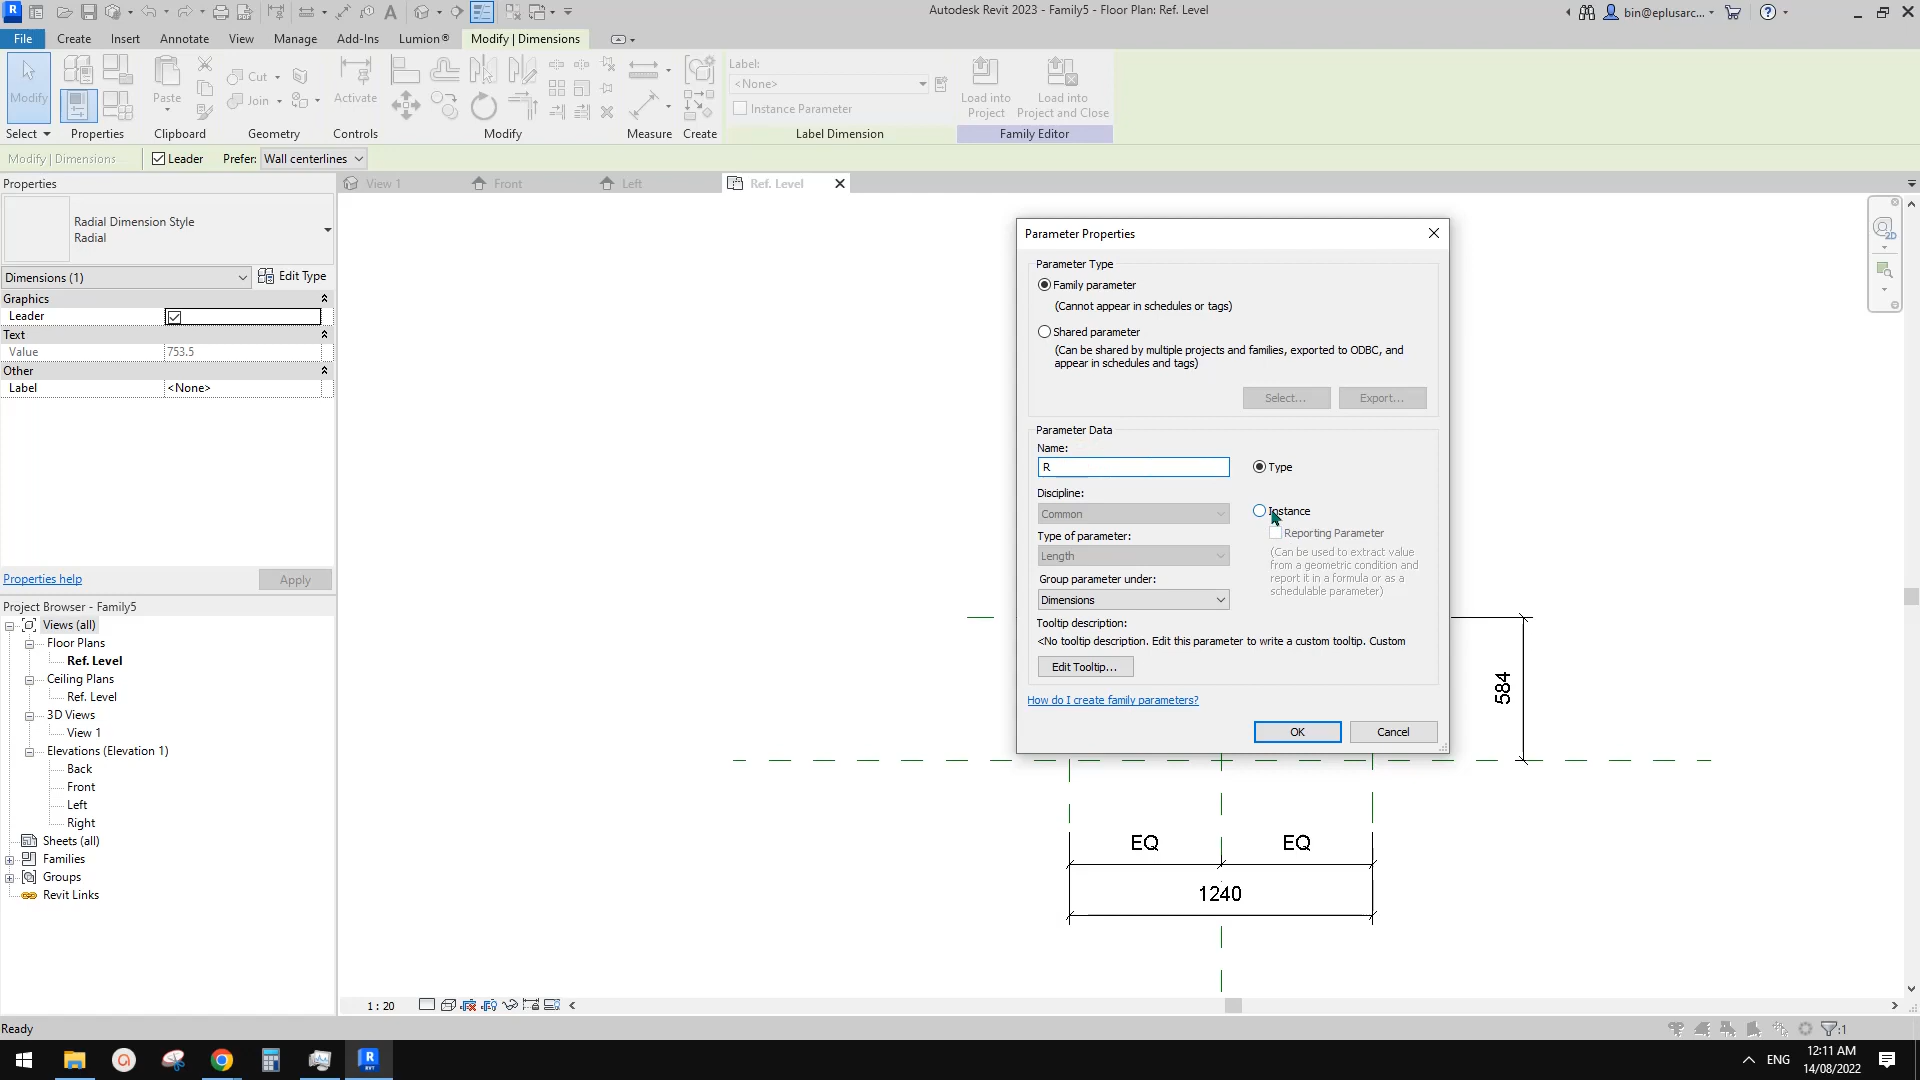 Autodesk Revit 2023 - Family5 - Floor Plan: Ref. Level
bin@eplusarc...
File Create Insert Annotate View Manage Add-Ins Lumion® Modify | Dimensions
Modify
Paste
Cut
Join
Activate
Label:
<None>
Instance Parameter
Load into
Project
Load into
Project and Close
Select Properties Clipboard Geometry Controls Modify Measure Create Label Dimension Family Editor
Modify | Dimensions Leader Prefer: Wall centerlines
Properties
View 1 Front Left Ref. Level
Radial Dimension Style
Radial
Dimensions (1) Edit Type
Graphics
Leader
Text
Value 753.5
Other
Label <None>
Properties help Apply
Project Browser - Family5
Views (all)
Floor Plans
Ref. Level
Ceiling Plans
Ref. Level
3D Views
View 1
Elevations (Elevation 1)
Back
Front
Left
Right
Sheets (all)
Families
Groups
Revit Links
Parameter Properties
Parameter Type
Family parameter
(Cannot appear in schedules or tags)
Shared parameter
(Can be shared by multiple projects and families, exported to ODBC, and
appear in schedules and tags)
Select... Export...
Parameter Data
Name:
R
Type
Discipline:
Common
Instance
Reporting Parameter
(Can be used to extract value
from a geometric condition and
report it in a formula or as a
schedulable parameter)
Type of parameter:
Length
Group parameter under:
Dimensions
Tooltip description:
<No tooltip description. Edit this parameter to write a custom tooltip. Custom
Edit Tooltip...
How do I create family parameters?
OK Cancel
584
EQ EQ
1240
2D
1 : 20
Ready
:1
ENG
12:11 AM
14/08/2022